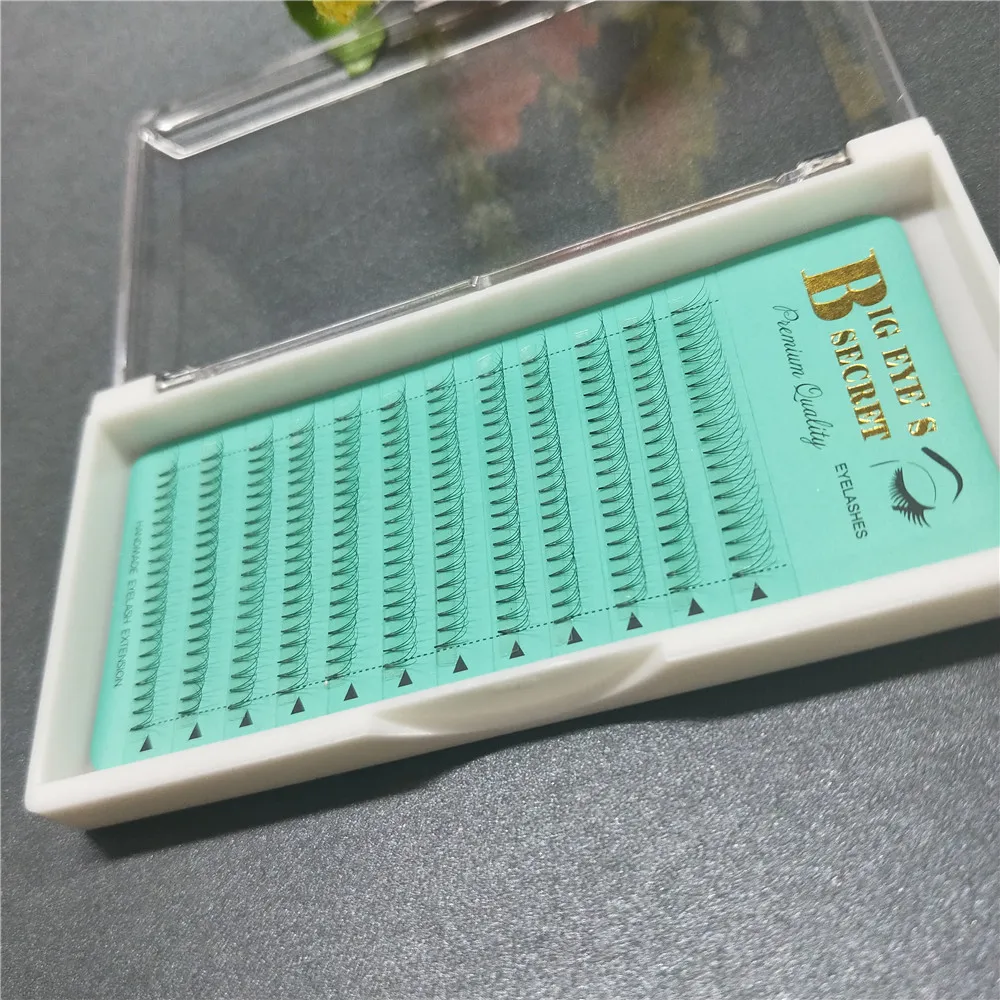 BIG EYE'S
SECRET
Premium Quality
EYELASHES
HANDMADE EYELASH EXTENSION